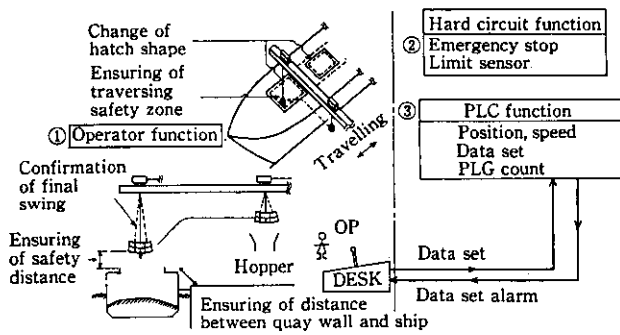 Change of
hatch shape
Ensuring of
traversing
safety zone
① Operator function
Travelling
Confirmation
of final
swing
Ensuring
of safety
distance
Hopper
OP
DESK
Ensuring of distance
between quay wall and ship
Hard circuit function
② Emergency stop
Limit sensor
③ PLC function
Position, speed
Data set
PLG count
Data set
Data set alarm